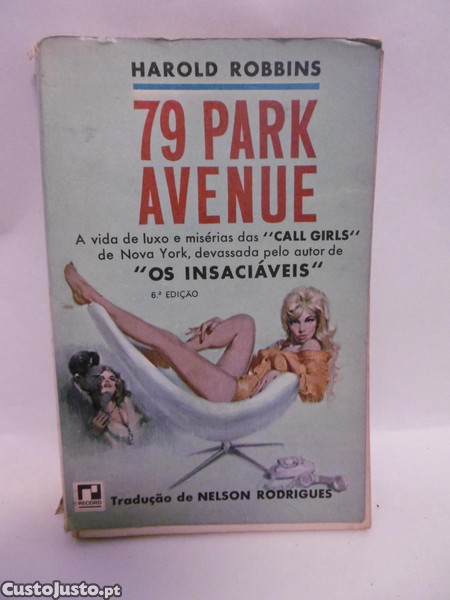 HAROLD ROBBINS
79 PARK
AVENUE
A vida de luxo e misérias das "CALL GIRLS"
de Nova York, devassada pelo autor de
"OS INSACIÁVEIS"
6.ª EDIÇÃO
RECORD
Tradução de NELSON RODRIGUES
CustoJusto.pt